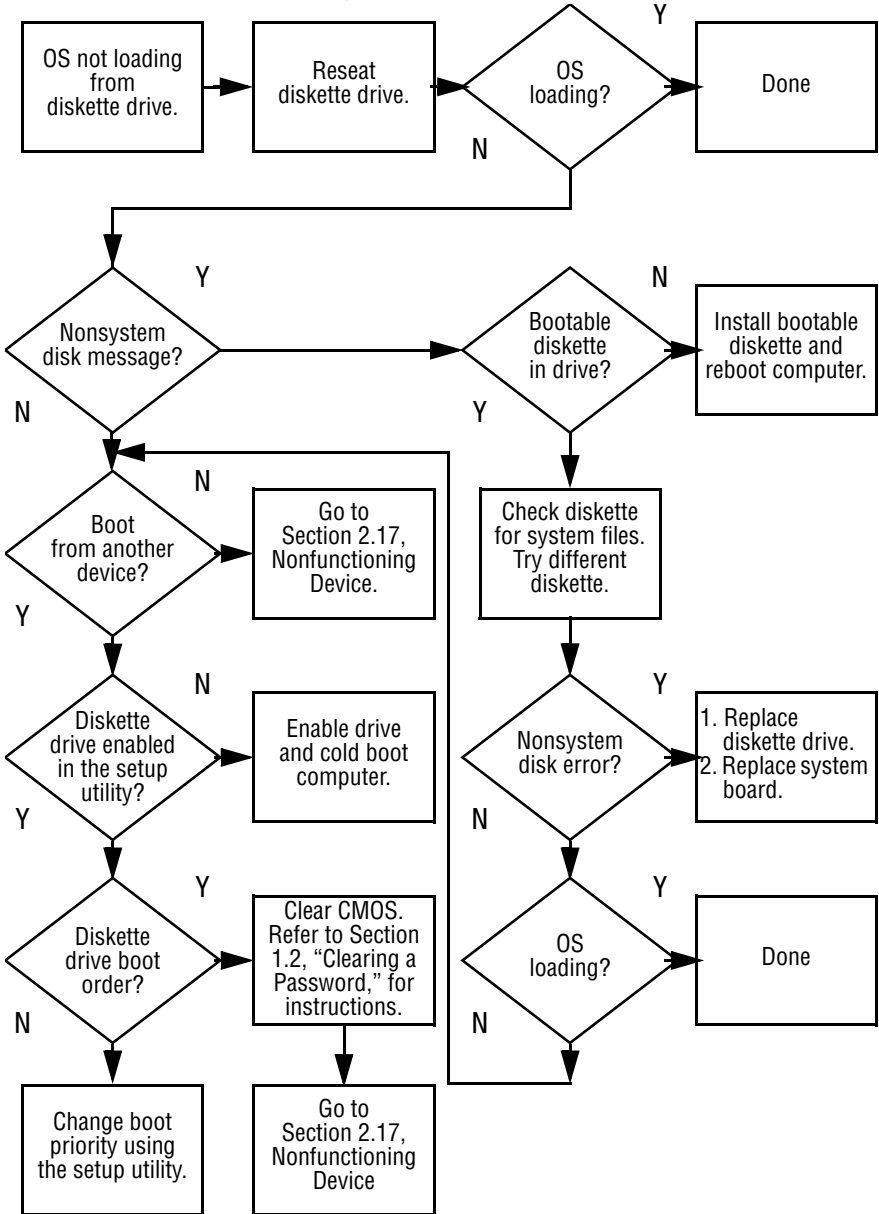 OS not loading
from
diskette drive.
Reseat
diskette drive.
OS
loading?
Y
N
Done
Nonsystem
disk message?
Y
N
Bootable
diskette
in drive?
N
Y
Install bootable
diskette and
reboot computer.
Boot
from another
device?
N
Y
Go to
Section 2.17,
Nonfunctioning
Device.
Check diskette
for system files.
Try different
diskette.
Diskette
drive enabled
in the setup
utility?
N
Y
Enable drive
and cold boot
computer.
Nonsystem
disk error?
Y
N
1. Replace
diskette drive.
2. Replace system
board.
Diskette
drive boot
order?
Y
N
Clear CMOS.
Refer to Section
1.2, “Clearing a
Password,” for
instructions.
OS
loading?
Y
N
Done
Change boot
priority using
the setup utility.
Go to
Section 2.17,
Nonfunctioning
Device